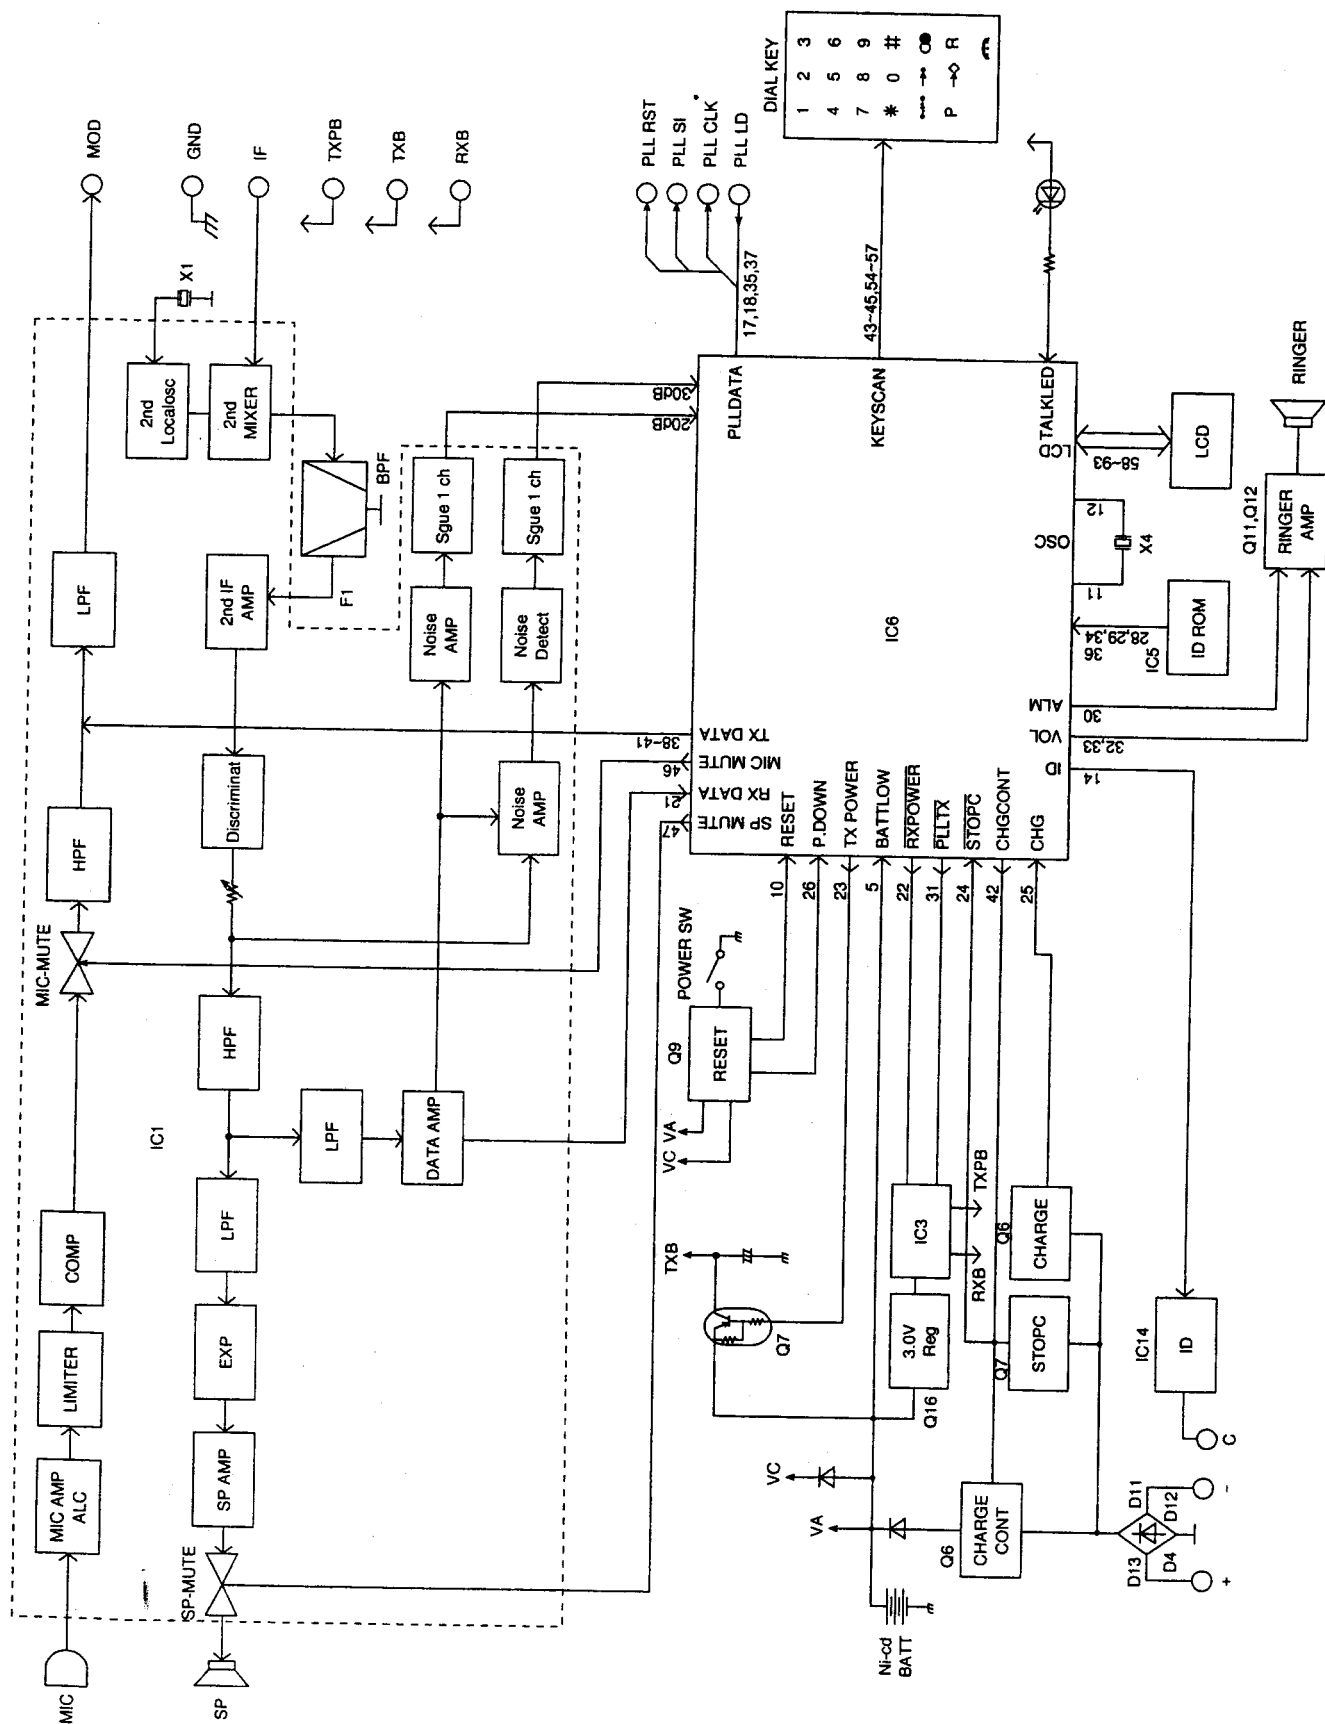 MIC
MIC AMP
ALC
LIMITER
COMP
MIC-MUTE
HPF
LPF
MOD
GND
IF
TXPB
TXB
RXB
X1
2nd
Localosc
2nd
MIXER
BPF
F1
2nd IF
AMP
Discriminat
HPF
IC1
LPF
EXP
SP AMP
SP-MUTE
SP
LPF
DATA AMP
Noise
AMP
Sgue 1 ch
Noise
AMP
Noise
Detect
Sgue 1 ch
20dB
30dB
PLL RST
PLL SI
PLL CLK
PLL LD
17,18,35,37
PLLDATA
DIAL KEY
1 2 3
4 5 6
7 8 9
* 0 #
P R
43~45,54~57
KEYSCAN
TALKLED
LCD
58~93
LCD
OSC
12
11
X4
IC6
28,29,34
36
IC5
ID ROM
ALM
30
VOL
32,33
ID
14
Q11,Q12
RINGER
AMP
RINGER
TX DATA
38~41
MIC MUTE
46
RX DATA
21
SP MUTE
47
RESET
10
P.DOWN
26
TX POWER
23
BATTLOW
5
RXPOWER
22
PLLTX
31
STOPC
24
CHGCONT
42
CHG
25
POWER SW
Q9
RESET
VA
VC
TXB
Q7
IC3
TXPB
RXB
3.0V
Reg
Q16
Q6
CHARGE
Q7
STOPC
IC14
ID
C
VC
VA
Q6
CHARGE
CONT
D11
D12
D13
D4
-
+
Ni-cd
BATT